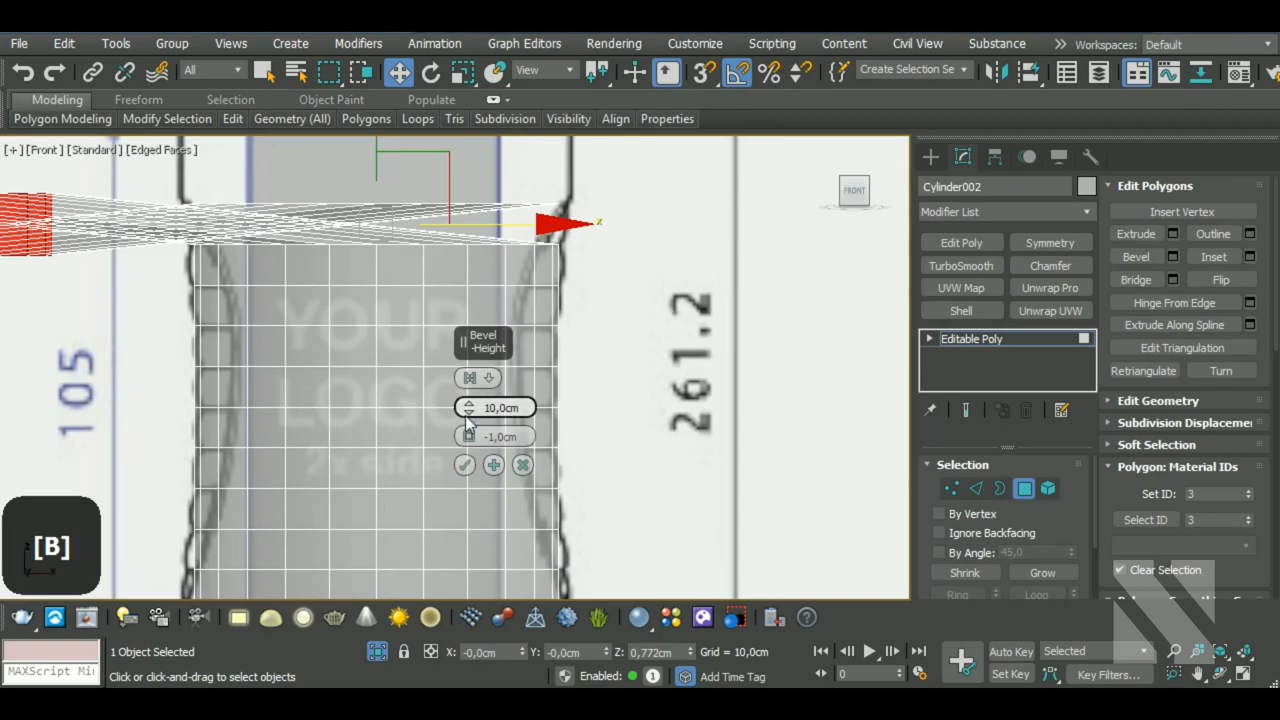 File Edit Tools Group Views Create Modifiers Animation Graph Editors Rendering Customize Scripting Content Civil View Substance Workspaces: Default
All View Create Selection Se
Modeling Freeform Selection Object Paint Populate
Polygon Modeling Modify Selection Edit Geometry (All) Polygons Loops Tris Subdivision Visibility Align Properties
[+] [Front] [Standard] [Edged Faces]
FRONT
x
YOUR
LOGO
2x side
105
261.2
Bevel
-Height
10,0cm
-1,0cm
[B]
z
x
Cylinder002
Modifier List
Edit Poly Symmetry
TurboSmooth Chamfer
UVW Map Unwrap Pro
Shell Unwrap UVW
Editable Poly
Selection
By Vertex
Ignore Backfacing
By Angle: 45,0
Shrink Grow
Ring Loop
Edit Polygons
Insert Vertex
Extrude Outline
Bevel Inset
Bridge Flip
Hinge From Edge
Extrude Along Spline
Edit Triangulation
Retriangulate Turn
Edit Geometry
Subdivision Displacemen
Soft Selection
Polygon: Material IDs
Set ID: 3
Select ID 3
Clear Selection
1 Object Selected X: -0,0cm Y: -0,0cm Z: 0,772cm Grid = 10,0cm Auto Key Selected
MAXScript Mi Click or click-and-drag to select objects Enabled: 1 Add Time Tag 0 Set Key Key Filters...